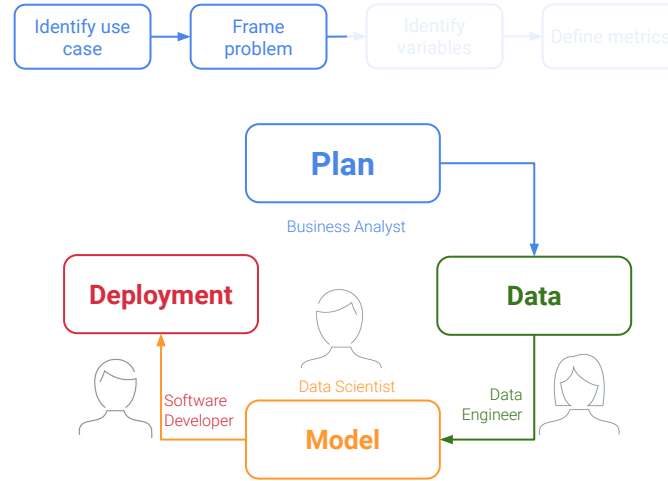 Identify use
case
Frame
problem
Identify
variables
Define metrics
Plan
Business Analyst
Deployment
Data
Data Scientist
Software
Developer
Data
Engineer
Model